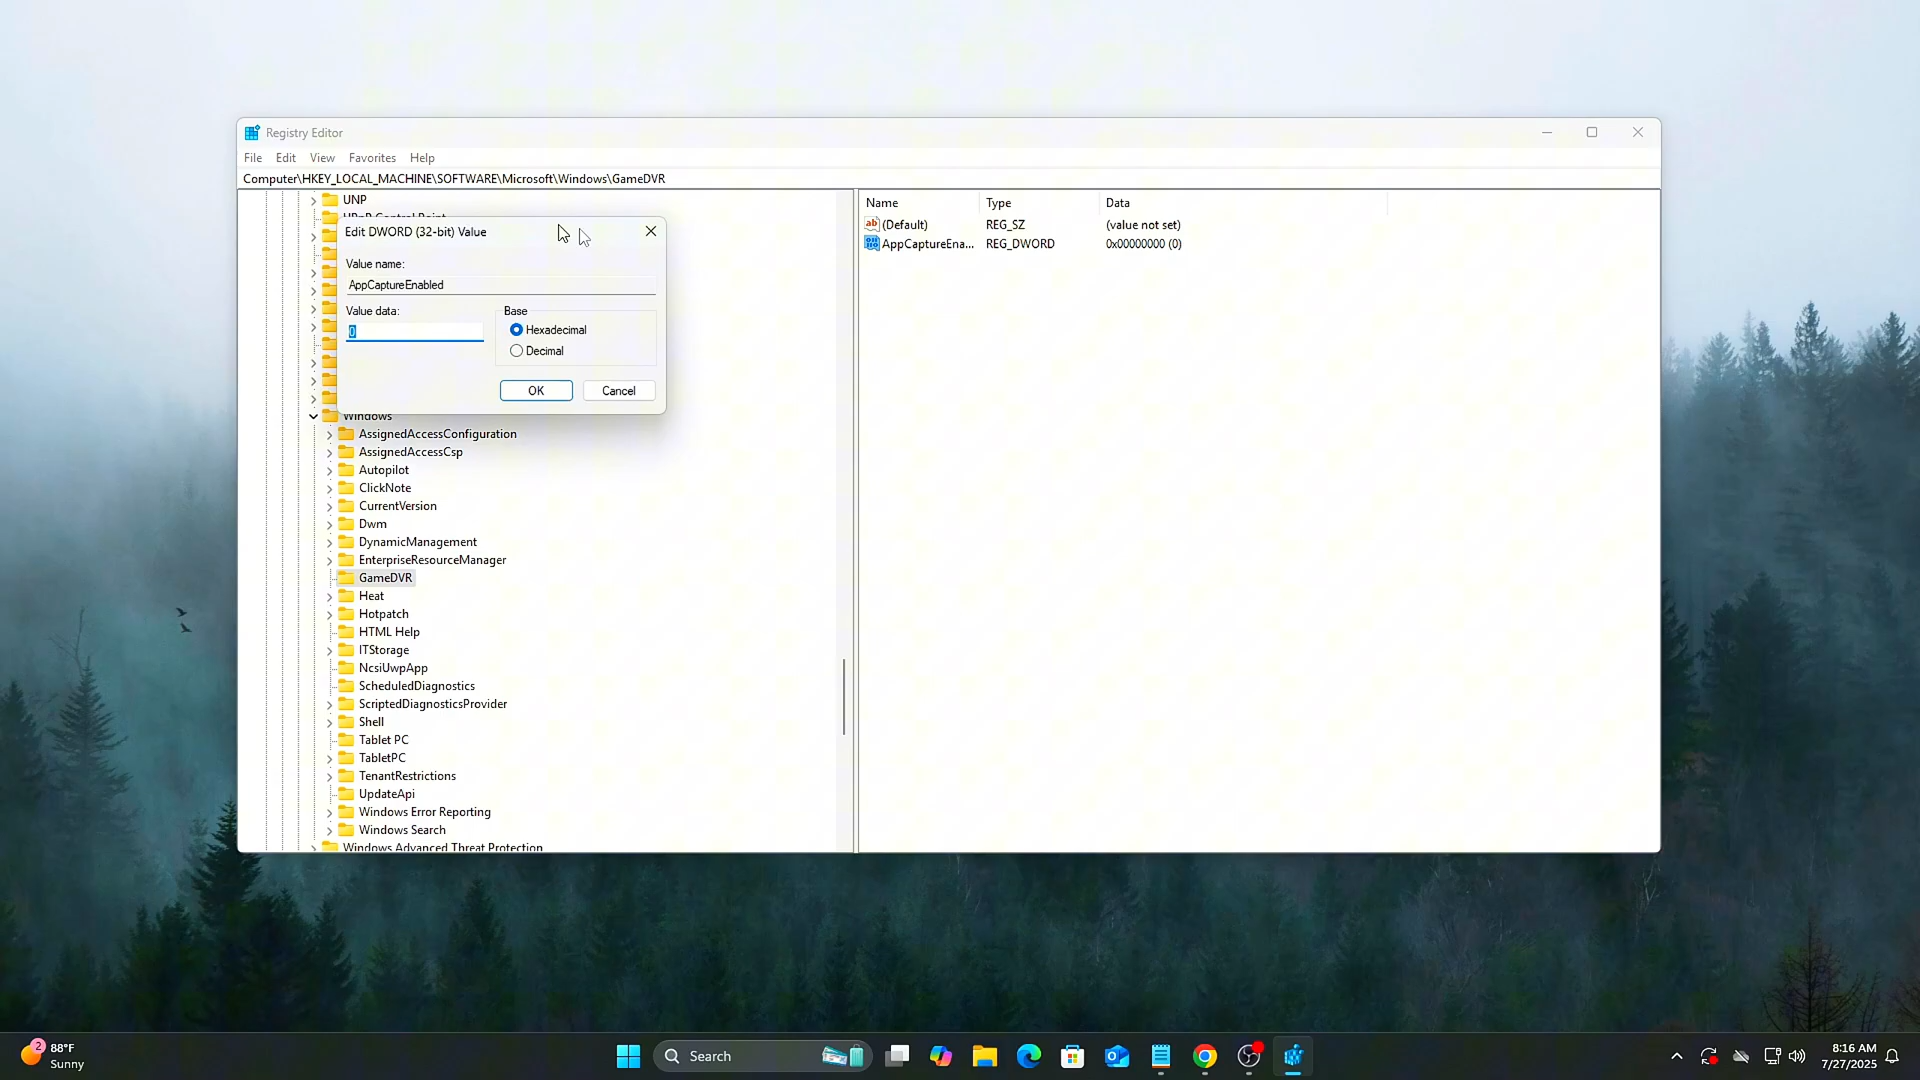 Registry Editor
File Edit View Favorites Help
Computer\HKEY_LOCAL_MACHINE\SOFTWARE\Microsoft\Windows\GameDVR
UNP
Edit DWORD (32-bit) Value
Value name:
AppCaptureEnabled
Value data:
0
Base
Hexadecimal
Decimal
OK
Cancel
Windows
AssignedAccessConfiguration
AssignedAccessCsp
Autopilot
ClickNote
CurrentVersion
Dwm
DynamicManagement
EnterpriseResourceManager
GameDVR
Heat
Hotpatch
HTML Help
ITStorage
NcsiUwpApp
ScheduledDiagnostics
ScriptedDiagnosticsProvider
Shell
Tablet PC
TabletPC
TenantRestrictions
UpdateApi
Windows Error Reporting
Windows Search
Windows Advanced Threat Protection
Name Type Data
(Default) REG_SZ (value not set)
AppCaptureEna... REG_DWORD 0x00000000 (0)
2
88°F
Sunny
Search
8:16 AM
7/27/2025